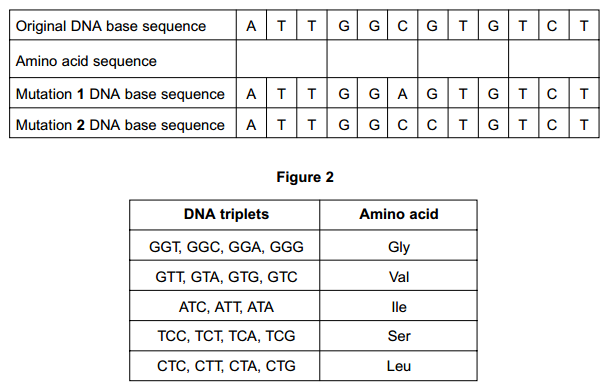 Original DNA base sequence A T T G G C G T G T C T
Amino acid sequence
Mutation 1 DNA base sequence A T T G G A G T G T C T
Mutation 2 DNA base sequence A T T G G C C T G T C T
Figure 2
DNA triplets Amino acid
GGT, GGC, GGA, GGG Gly
GTT, GTA, GTG, GTC Val
ATC, ATT, ATA Ile
TCC, TCT, TCA, TCG Ser
CTC, CTT, CTA, CTG Leu